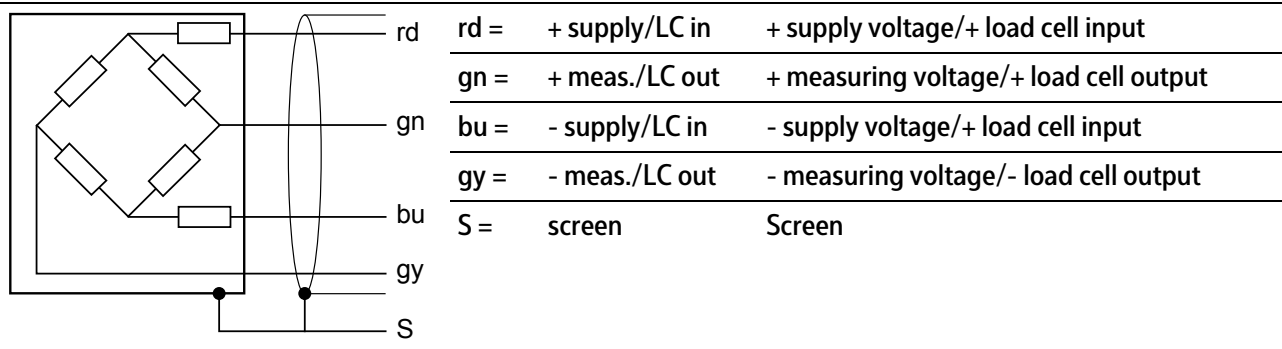 rd
gn
bu
gy
S
rd = + supply/LC in + supply voltage/+ load cell input
gn = + meas./LC out + measuring voltage/+ load cell output
bu = - supply/LC in - supply voltage/+ load cell input
gy = - meas./LC out - measuring voltage/- load cell output
S = screen Screen